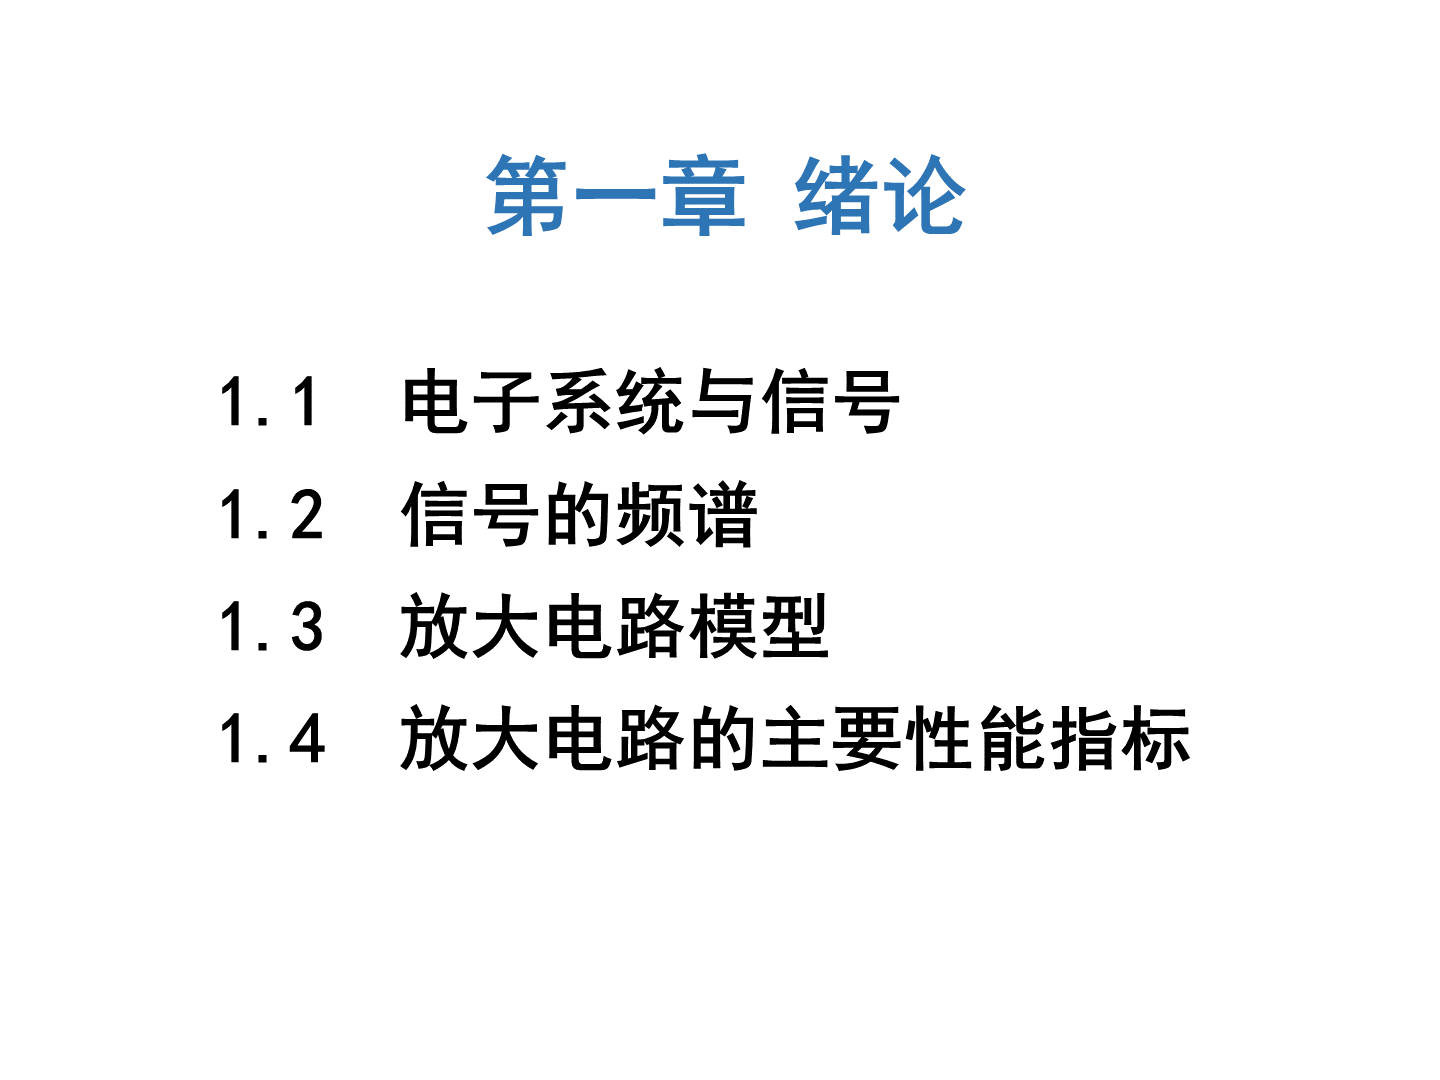 第一章 绪论
1.1 电子系统与信号
1.2 信号的频谱
1.3 放大电路模型
1.4 放大电路的主要性能指标